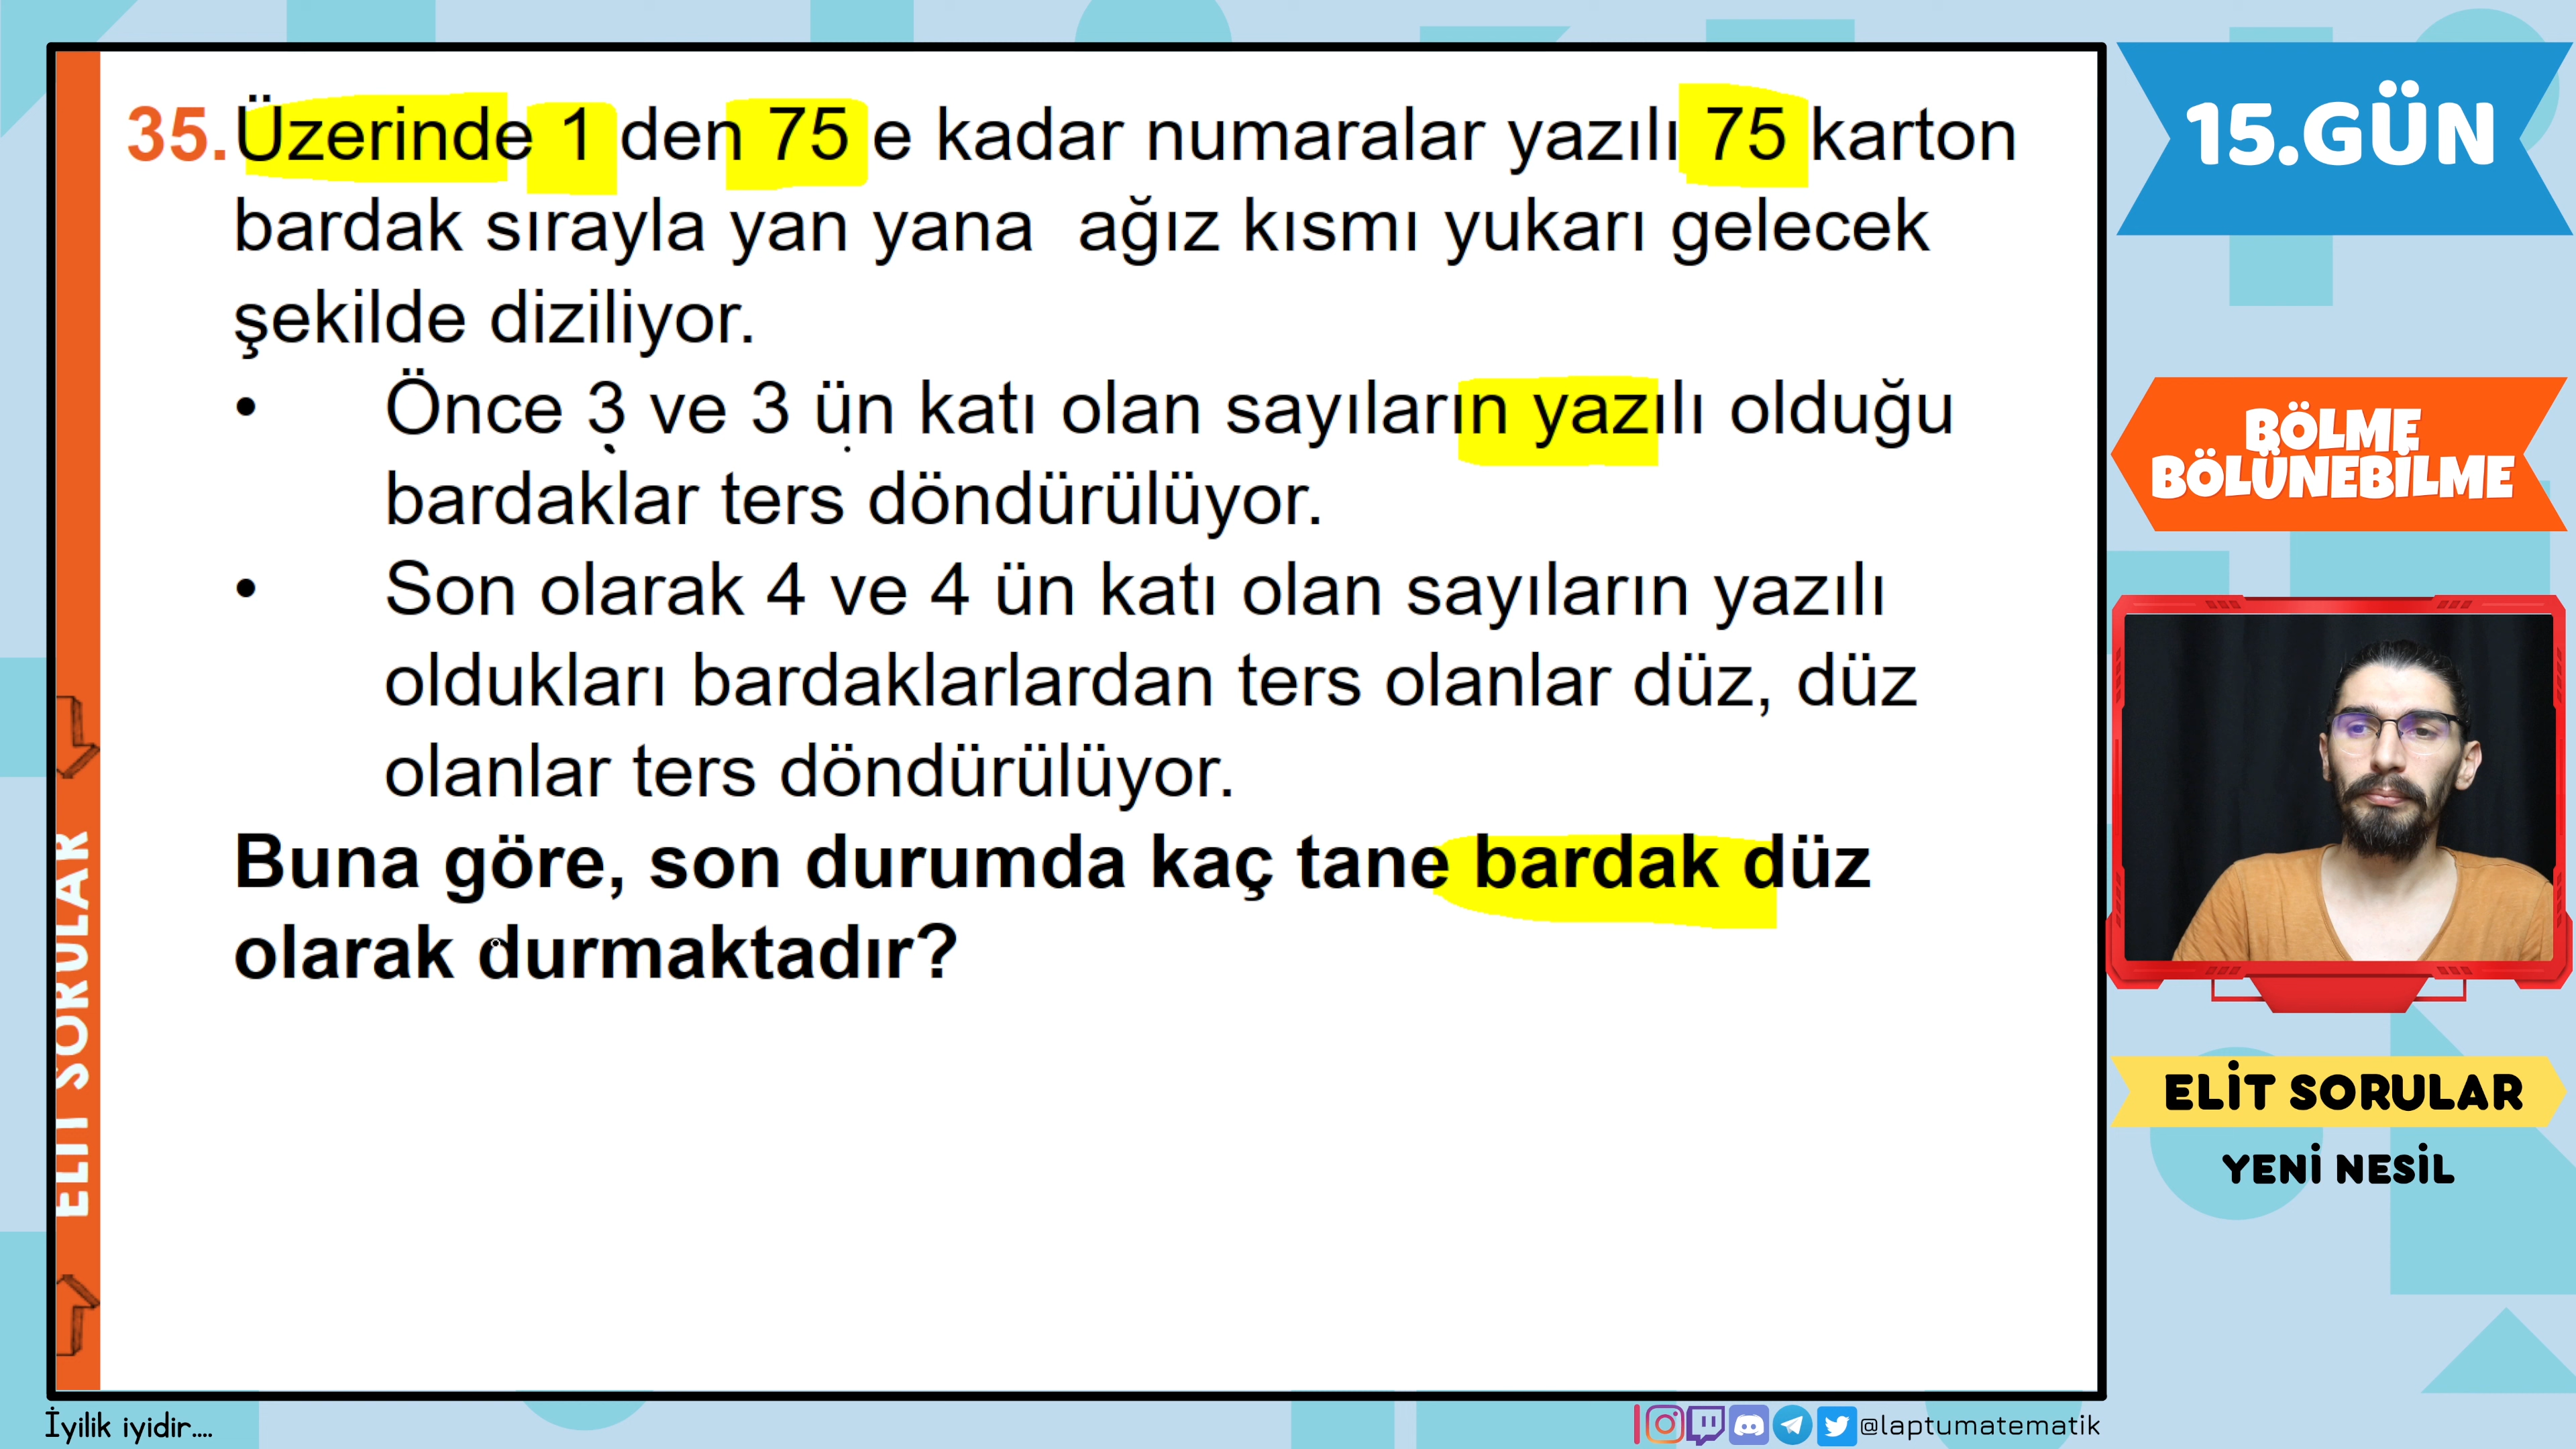 35. Üzerinde 1 den 75 e kadar numaralar yazılı 75 karton
bardak sırayla yan yana ağız kısmı yukarı gelecek
şekilde diziliyor.
• Önce 3 ve 3 ün katı olan sayıların yazılı olduğu
bardaklar ters döndürülüyor.
• Son olarak 4 ve 4 ün katı olan sayıların yazılı
oldukları bardaklarlardan ters olanlar düz, düz
olanlar ters döndürülüyor.
Buna göre, son durumda kaç tane bardak düz
olarak durmaktadır?
ELİT SORULAR
15.GÜN
BÖLME
BÖLÜNEBİLME
ELİT SORULAR
YENİ NESİL
İyilik iyidir....
@laptumatematik